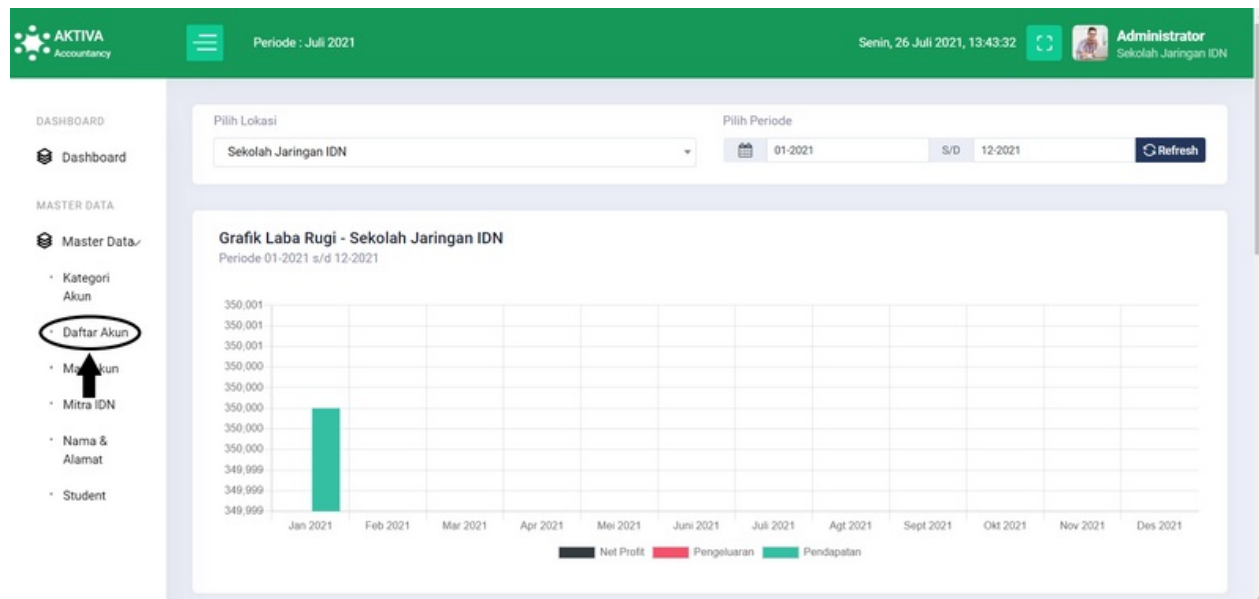 AKTIVA
Accountancy
Periode : Juli 2021
Senin, 26 Juli 2021, 13:43:32
Administrator
Sekolah Jaringan IDN
DASHBOARD
Dashboard
MASTER DATA
Master Data
Kategori
Akun
Daftar Akun
Mitra IDN
Nama &
Alamat
Student
Pilih Lokasi
Sekolah Jaringan IDN
Pilih Periode
01-2021
S/D
12-2021
Refresh
Grafik Laba Rugi - Sekolah Jaringan IDN
Periode 01-2021 s/d 12-2021
350,001
350,001
350,001
350,000
350,000
350,000
350,000
350,000
349,999
349,999
349,999
Jan 2021 Feb 2021 Mar 2021 Apr 2021 Mei 2021 Juni 2021 Juli 2021 Agt 2021 Sept 2021 Okt 2021 Nov 2021 Des 2021
Net Profit Pengeluaran Pendapatan